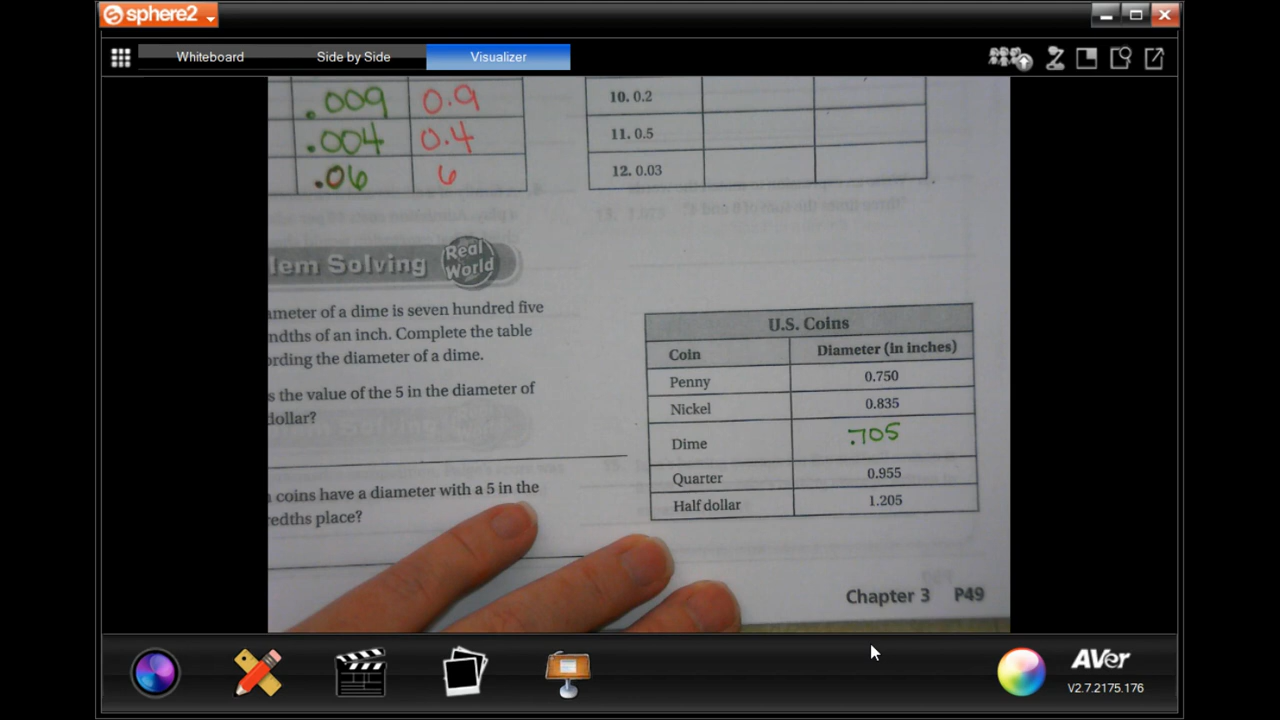 sphere2
Whiteboard Side by Side Visualizer
.009 0.9
.004 0.4
.06 6
10. 0.2
11. 0.5
12. 0.03
lem Solving Real World
ameter of a dime is seven hundred five
ndths of an inch. Complete the table
ording the diameter of a dime.
s the value of the 5 in the diameter of
dollar?
coins have a diameter with a 5 in the
edths place?
U.S. Coins
Coin Diameter (in inches)
Penny 0.750
Nickel 0.835
Dime .705
Quarter 0.955
Half dollar 1.205
Chapter 3 P49
AVer
V2.7.2175.176